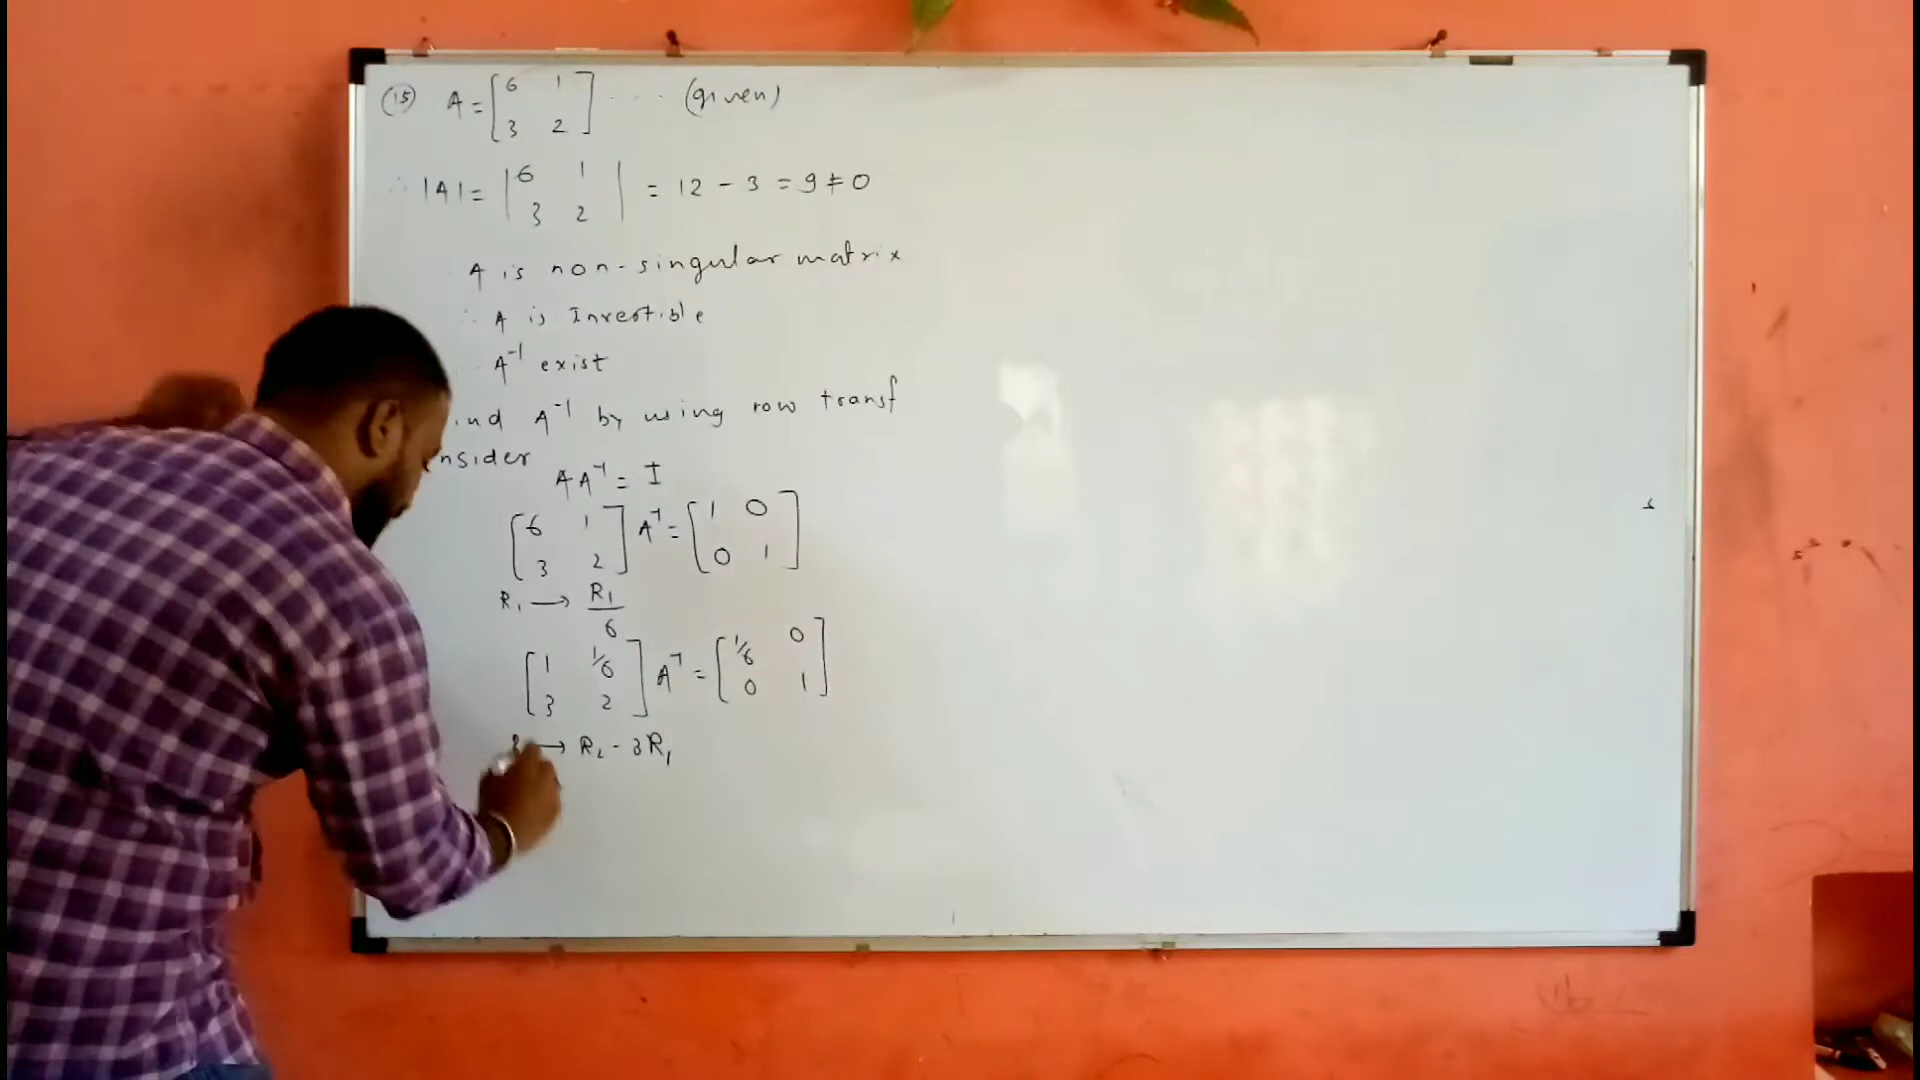 (15) A = [6 1 / 3 2] ... (given)
∴ |A| = |6 1 / 3 2| = 12 - 3 = 9 ≠ 0
A is non-singular matrix
∴ A is Invertible
A⁻¹ exist
A⁻¹ by using row transf
AA⁻¹ = I
[6 1 / 3 2] A⁻¹ = [1 0 / 0 1]
R₁ → R₁/6
[1 1/6 / 3 2] A⁻¹ = [1/6 0 / 0 1]
→ R₂ - 3R₁